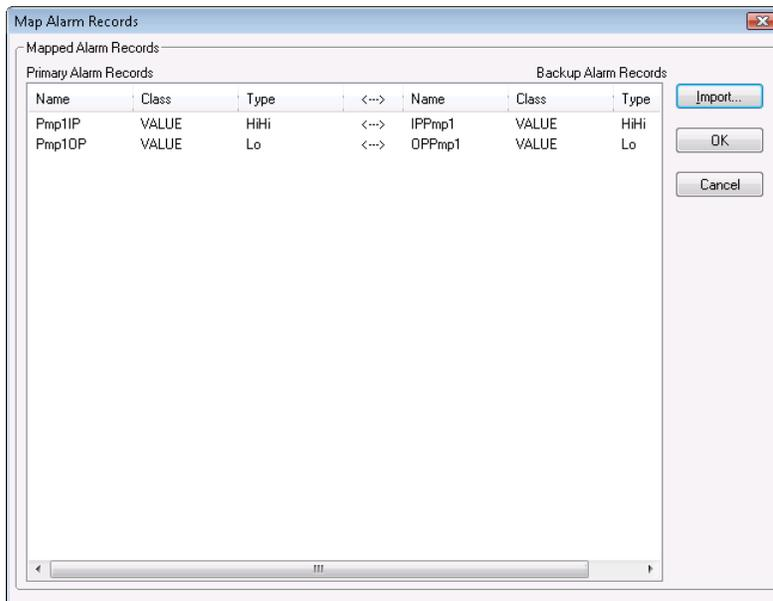 Map Alarm Records
Mapped Alarm Records
Primary Alarm Records Backup Alarm Records
Name Class Type <---> Name Class Type
Pmp1IP VALUE HiHi <---> IPPmp1 VALUE HiHi
Pmp1OP VALUE Lo <---> OPPmp1 VALUE Lo
Import...
OK
Cancel